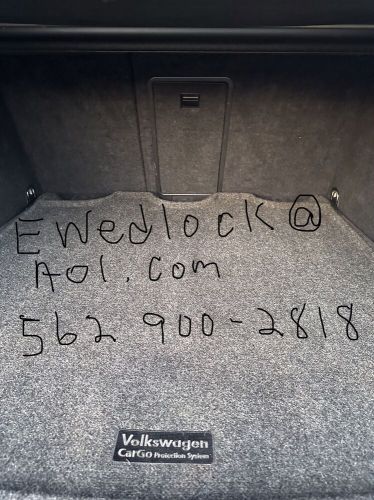 EWedlock@
Aol.com
562 900-2818
Volkswagen
CarGo Protection System